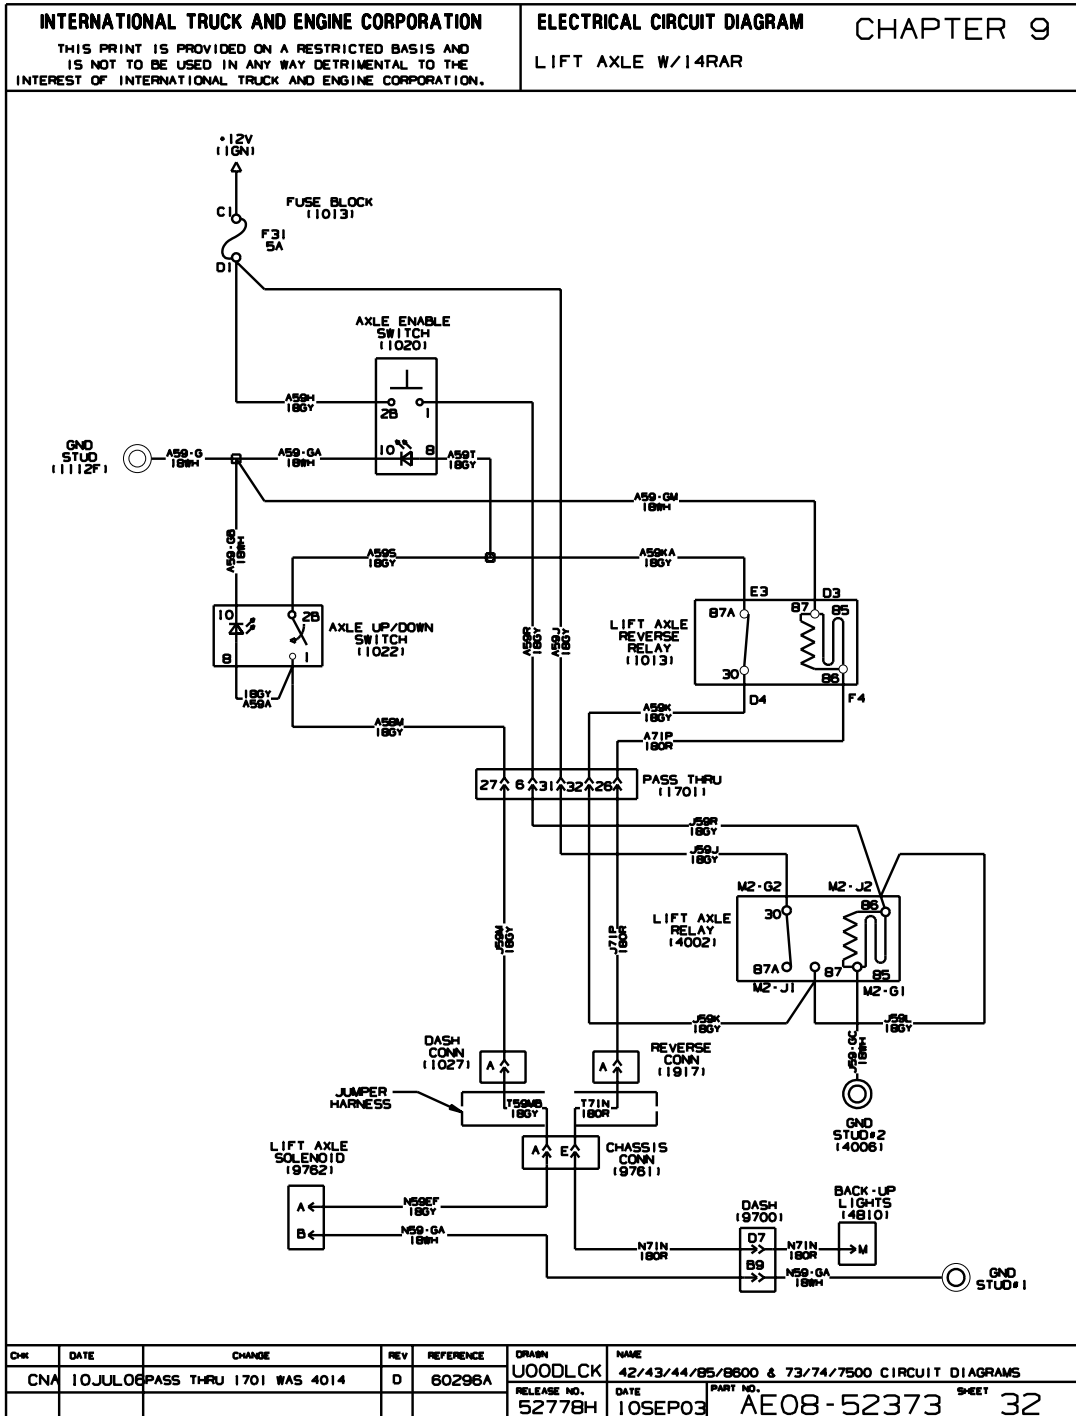 INTERNATIONAL TRUCK AND ENGINE CORPORATION
THIS PRINT IS PROVIDED ON A RESTRICTED BASIS AND
IS NOT TO BE USED IN ANY WAY DETRIMENTAL TO THE
INTEREST OF INTERNATIONAL TRUCK AND ENGINE CORPORATION.
ELECTRICAL CIRCUIT DIAGRAM
LIFT AXLE W/14RAR
CHAPTER 9
+12V
(IGN)
C1
FUSE BLOCK
(1013)
F31
5A
D1
AXLE ENABLE
SWITCH
(1020)
A59H
18GY
2B
1
GND
STUD
(1112F)
A59-G
18WH
A59-GA
18WH
10
8
A59T
18GY
A59-GM
18WH
A59-GB
18WH
A59S
18GY
A59KA
18GY
E3
D3
10
2B
AXLE UP/DOWN
SWITCH
(1022)
8
1
18GY
A59A
A59R
18GY
A59J
18GY
LIFT AXLE
REVERSE
RELAY
(1013)
87A
87
85
30
86
D4
F4
A59M
18GY
A59K
18GY
A71P
18OR
27
6
31
32
26
PASS THRU
(1701)
J59R
18GY
J59J
18GY
M2-G2
M2-J2
LIFT AXLE
RELAY
(4002)
30
86
87A
87
85
M2-J1
M2-G1
J59M
18GY
J71P
18OR
J59K
18GY
J59L
18GY
J59-GC
18WH
DASH
CONN
(1027)
A
A
REVERSE
CONN
(1917)
JUMPER
HARNESS
T59MB
18GY
T71N
18OR
GND
STUD#2
(4006)
LIFT AXLE
SOLENOID
(9762)
A
E
CHASSIS
CONN
(9761)
A
N59EF
18GY
B
N59-GA
18WH
DASH
(9700)
BACK-UP
LIGHTS
(4810)
N71N
18OR
D7
N71N
18OR
M
B9
N59-GA
18WH
GND
STUD#1
CHK
DATE
CHANGE
REV
REFERENCE
DRAWN
NAME
CNA
10JUL06
PASS THRU 1701 WAS 4014
D
60296A
UOODLCK
42/43/44/85/8600 & 73/74/7500 CIRCUIT DIAGRAMS
RELEASE NO.
DATE
PART NO.
SHEET
52778H
10SEP03
AE08-52373
32